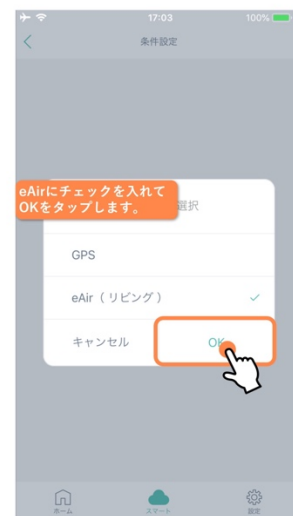 17:03
100%
条件設定
eAirにチェックを入れて
OKをタップします。
選択
GPS
eAir（リビング）
キャンセル
OK
ホーム
スマート
設定